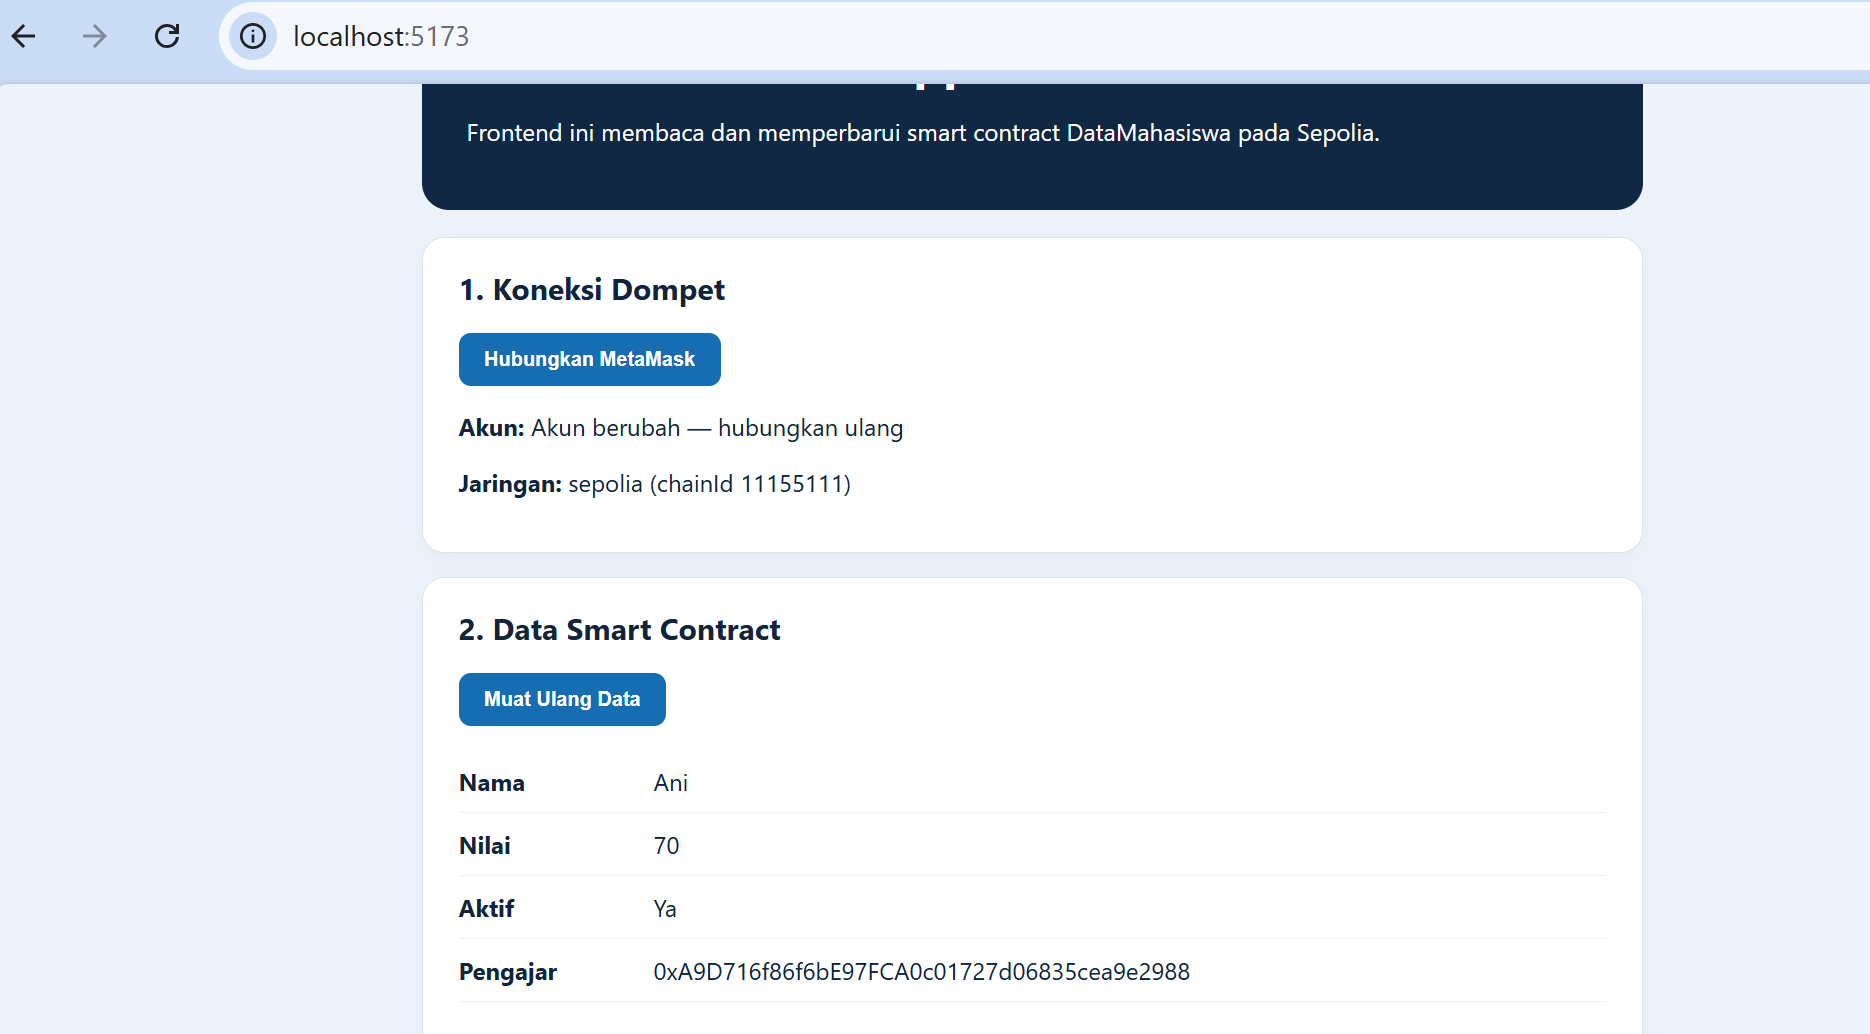 localhost:5173
Frontend ini membaca dan memperbarui smart contract DataMahasiswa pada Sepolia.
1. Koneksi Dompet
Hubungkan MetaMask
Akun: Akun berubah — hubungkan ulang
Jaringan: sepolia (chainId 11155111)
2. Data Smart Contract
Muat Ulang Data
Nama Ani
Nilai 70
Aktif Ya
Pengajar 0xA9D716f86f6bE97FCA0c01727d06835cea9e2988